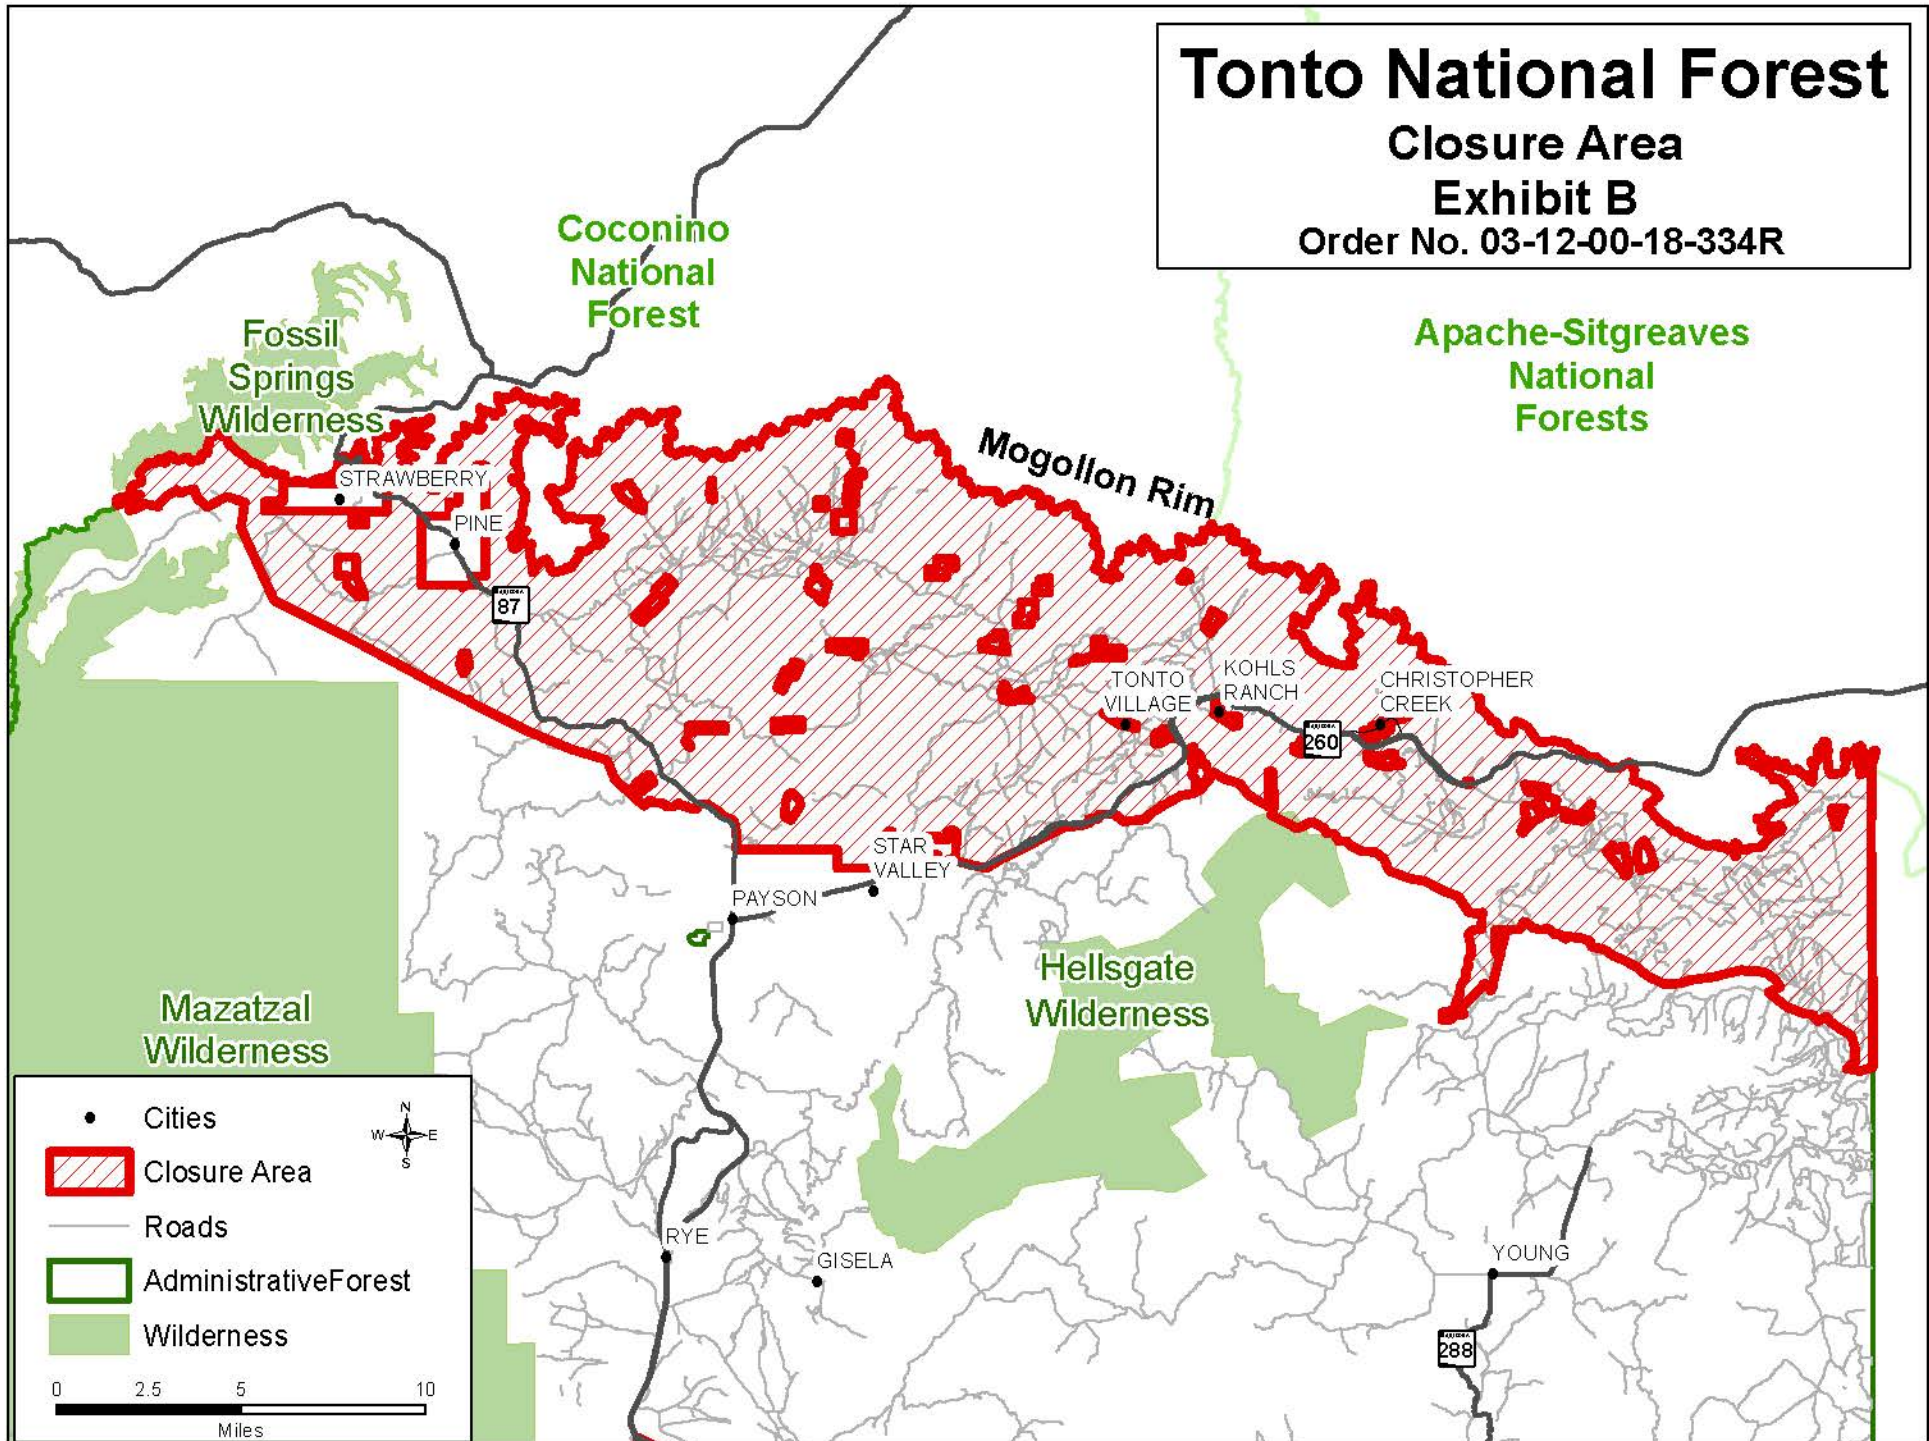 Tonto National Forest
Closure Area
Exhibit B
Order No. 03-12-00-18-334R
Coconino
National
Forest
Fossil
Springs
Wilderness
Apache-Sitgreaves
National
Forests
Mogollon Rim
STRAWBERRY
PINE
87
TONTO
VILLAGE
KOHLS
RANCH
CHRISTOPHER
CREEK
260
STAR
VALLEY
PAYSON
Hellsgate
Wilderness
Mazatzal
Wilderness
RYE
GISELA
YOUNG
288
Cities
Closure Area
Roads
AdministrativeForest
Wilderness
N
W E
S
0 2.5 5 10
Miles